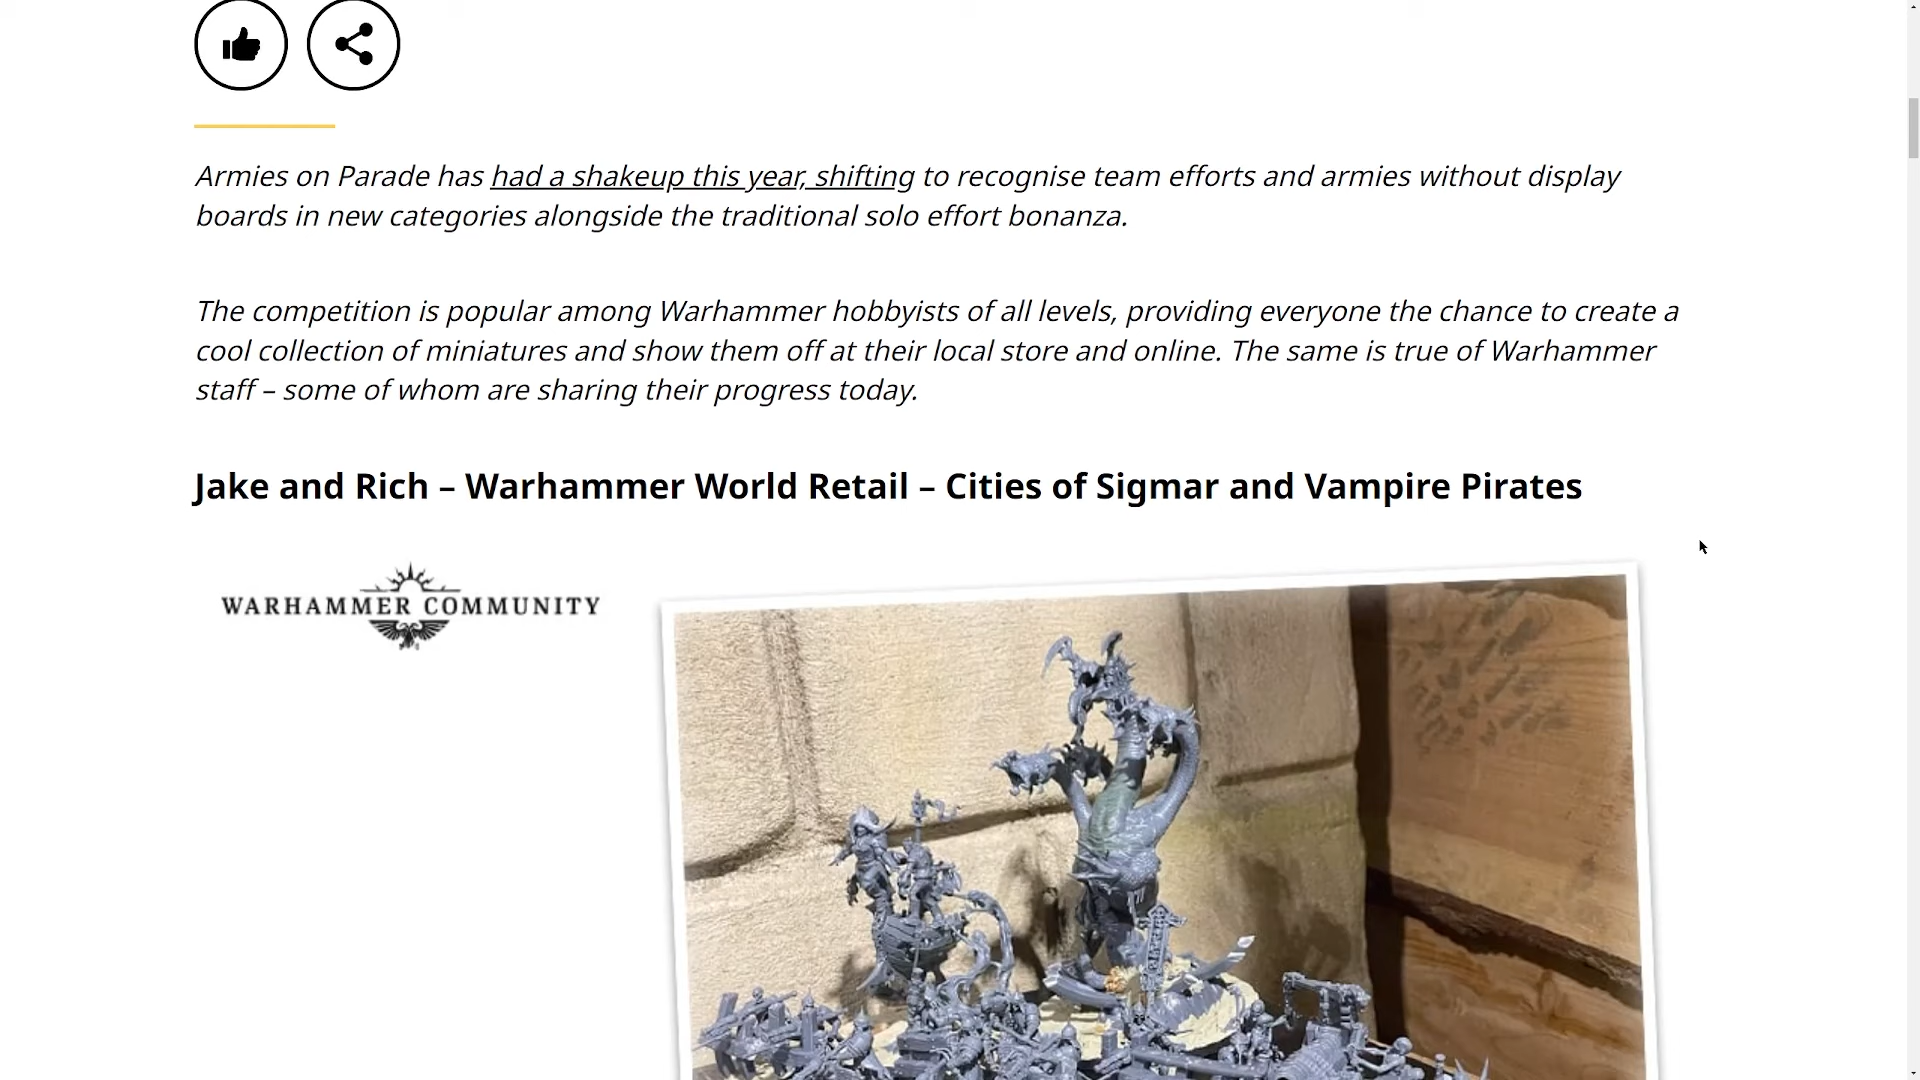 Armies on Parade has had a shakeup this year, shifting to recognise team efforts and armies without display
boards in new categories alongside the traditional solo effort bonanza.
The competition is popular among Warhammer hobbyists of all levels, providing everyone the chance to create a
cool collection of miniatures and show them off at their local store and online. The same is true of Warhammer
staff – some of whom are sharing their progress today.
Jake and Rich – Warhammer World Retail – Cities of Sigmar and Vampire Pirates
WARHAMMER COMMUNITY